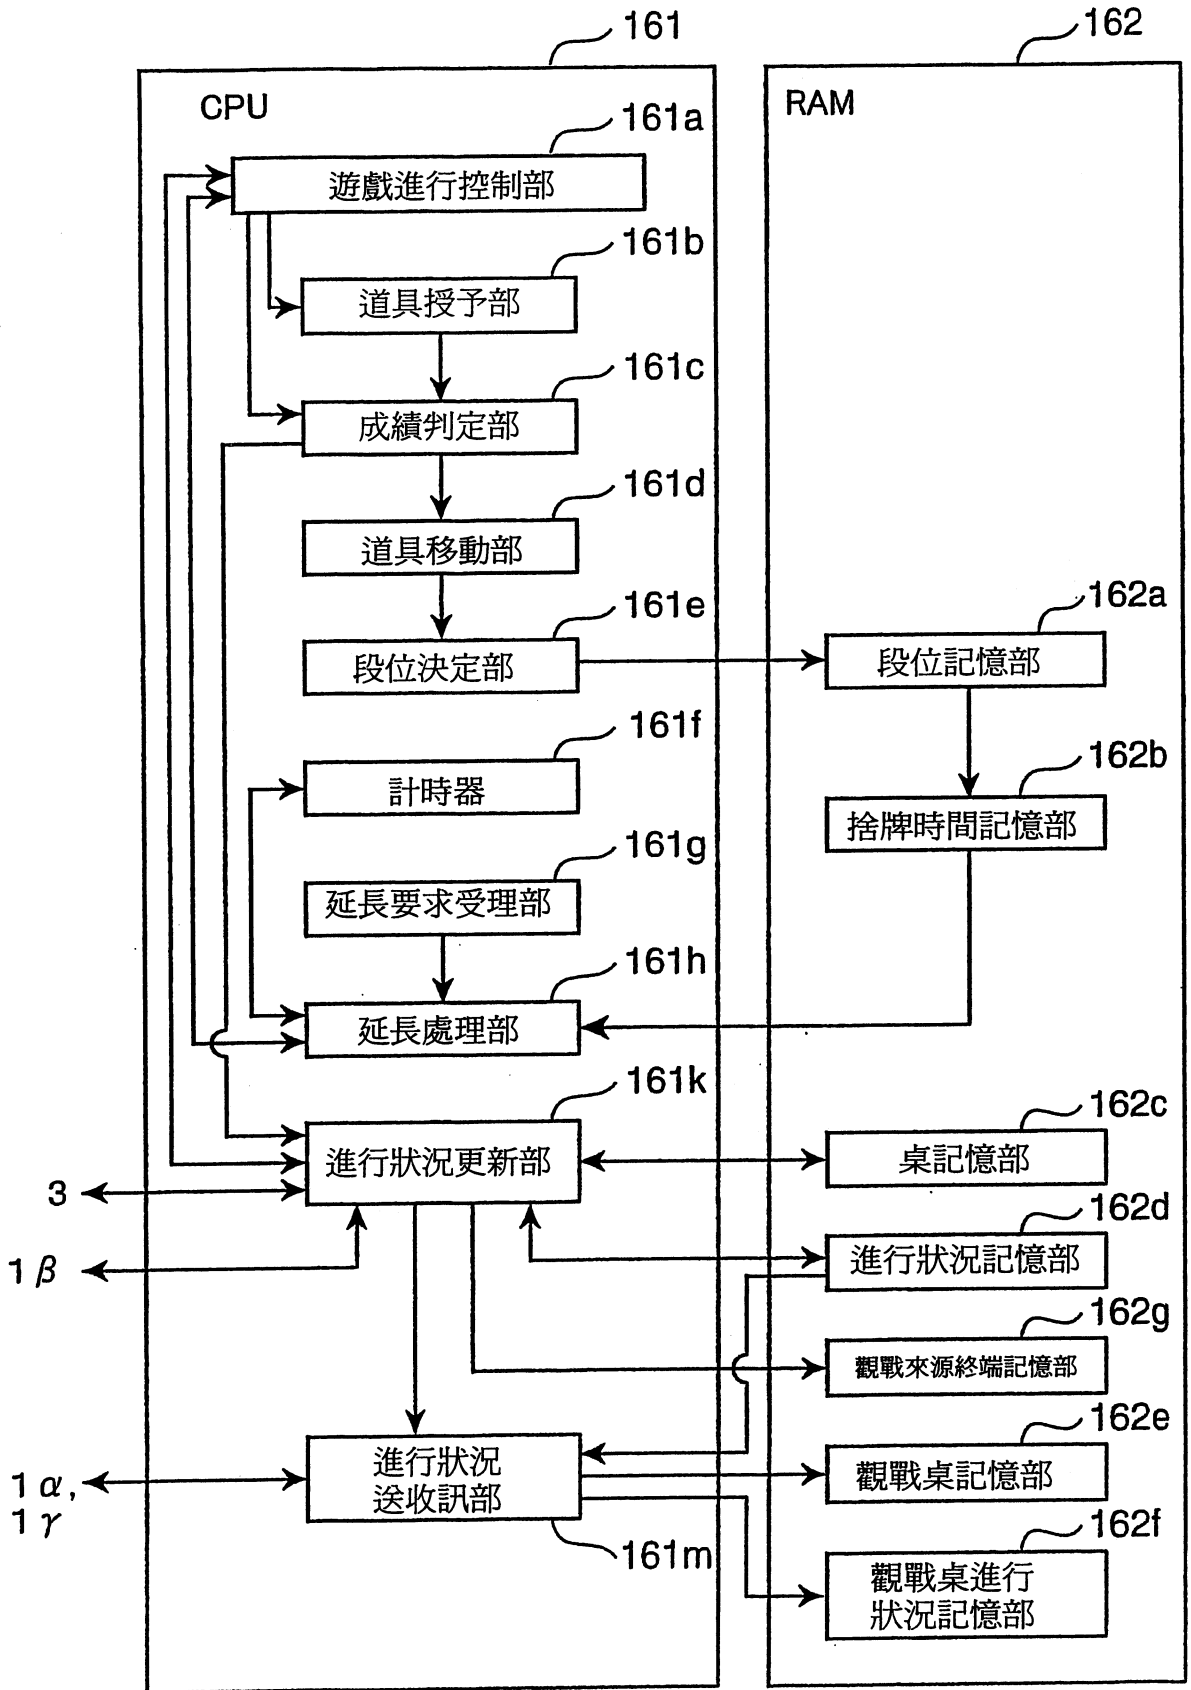 161
162
CPU
RAM
161a
遊戲進行控制部
161b
道具授予部
161c
成績判定部
161d
道具移動部
161e
段位決定部
162a
段位記憶部
161f
計時器
162b
捨牌時間記憶部
161g
延長要求受理部
161h
延長處理部
161k
進行狀況更新部
162c
桌記憶部
3
162d
進行狀況記憶部
1β
162g
觀戰來源終端記憶部
162e
觀戰桌記憶部
進行狀況
送收訊部
1α,
1γ
161m
162f
觀戰桌進行
狀況記憶部